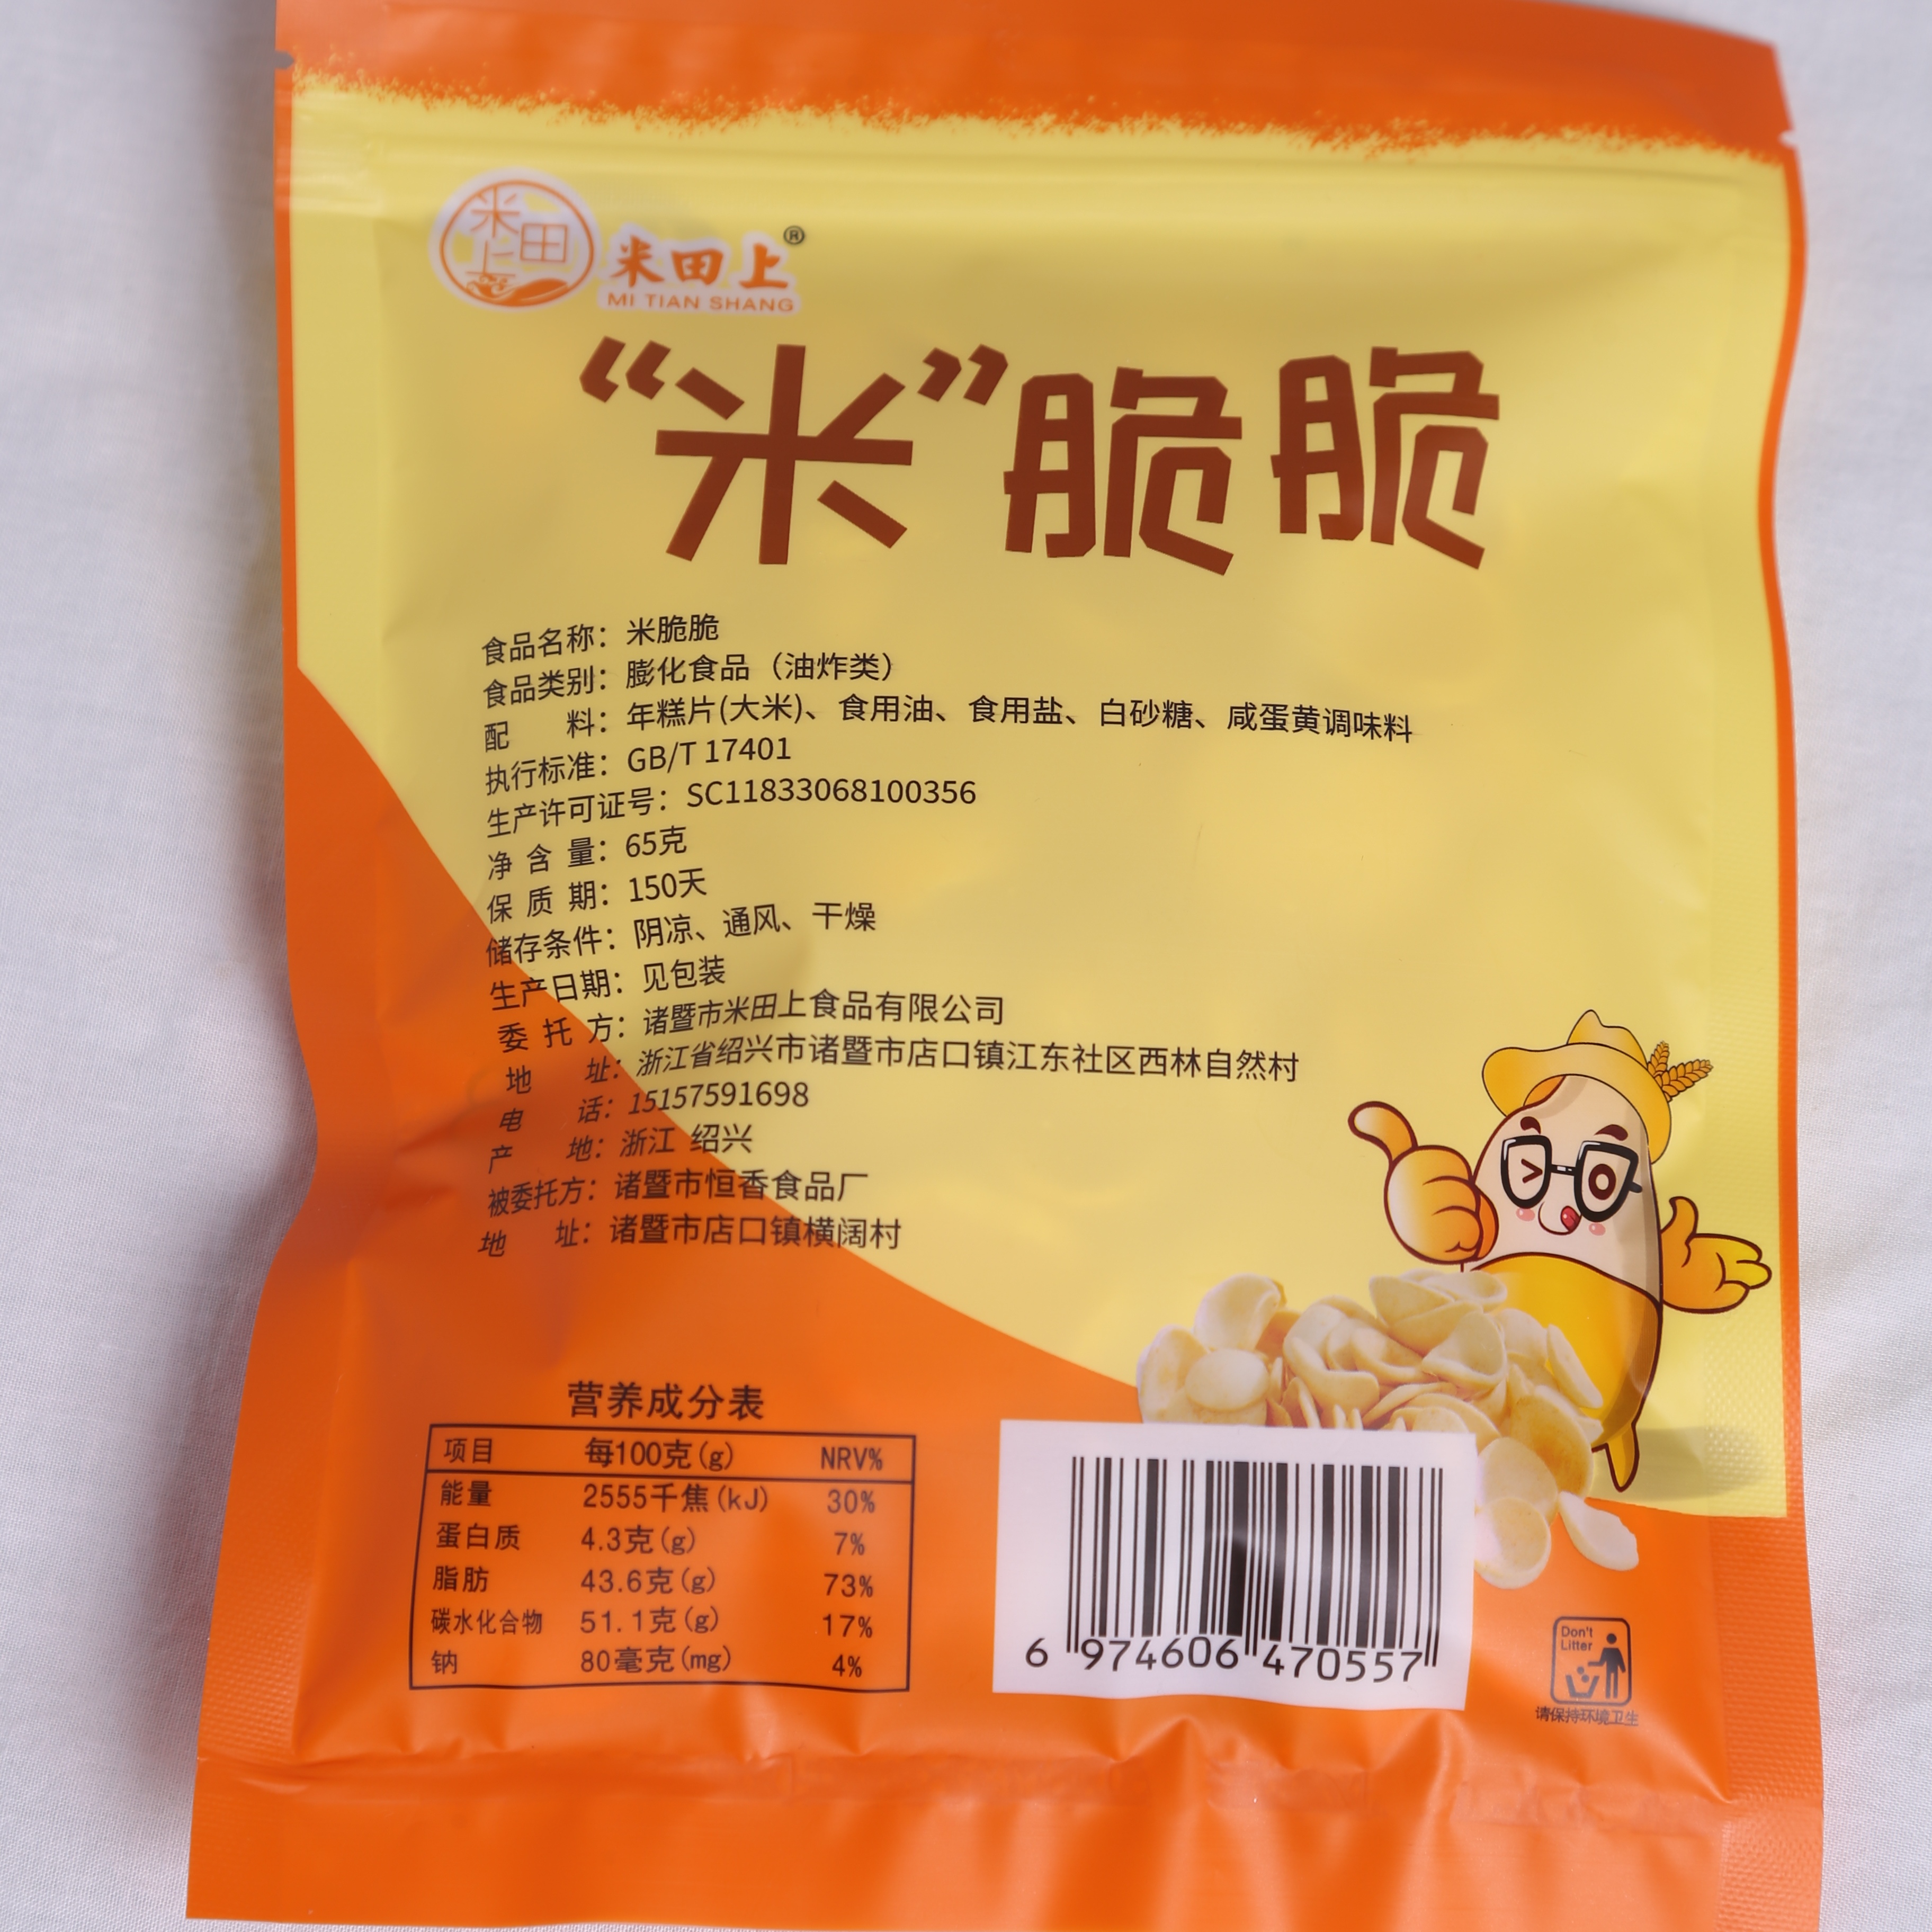 米田上
米田上®
MI TIAN SHANG
“米”脆脆
食品名称：米脆脆
食品类别：膨化食品（油炸类）
配 料：年糕片(大米)、食用油、食用盐、白砂糖、咸蛋黄调味料
执行标准：GB/T 17401
生产许可证号：SC11833068100356
净 含 量：65克
保 质 期：150天
储存条件：阴凉、通风、干燥
生产日期：见包装
委 托 方：诸暨市米田上食品有限公司
地 址：浙江省绍兴市诸暨市店口镇江东社区西林自然村
电 话：15157591698
产 地：浙江 绍兴
被委托方：诸暨市恒香食品厂
地 址：诸暨市店口镇横阔村
营养成分表
项目 每100克(g) NRV%
能量 2555千焦(kJ) 30%
蛋白质 4.3克(g) 7%
脂肪 43.6克(g) 73%
碳水化合物 51.1克(g) 17%
钠 80毫克(mg) 4%
6 974606 470557
Don't
Litter
请保持环境卫生